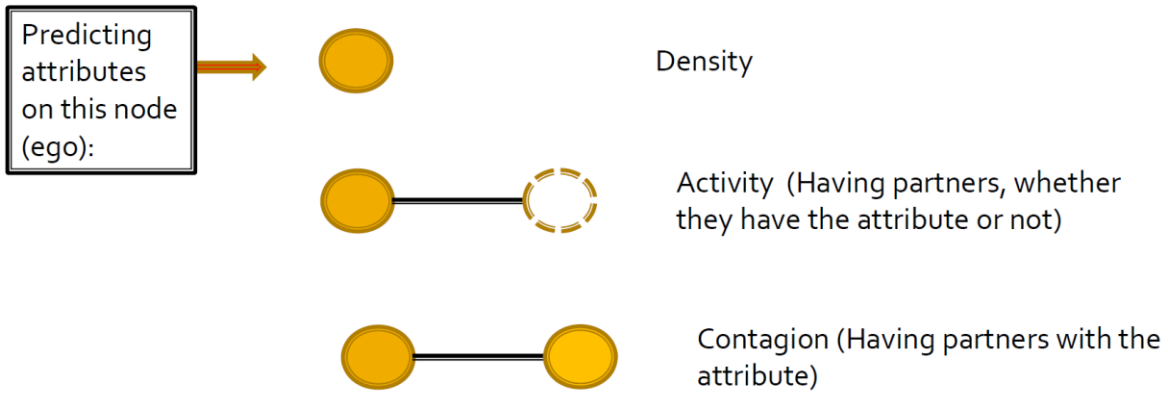 Predicting
attributes
on this node
(ego):
Density
Activity (Having partners, whether
they have the attribute or not)
Contagion (Having partners with the
attribute)